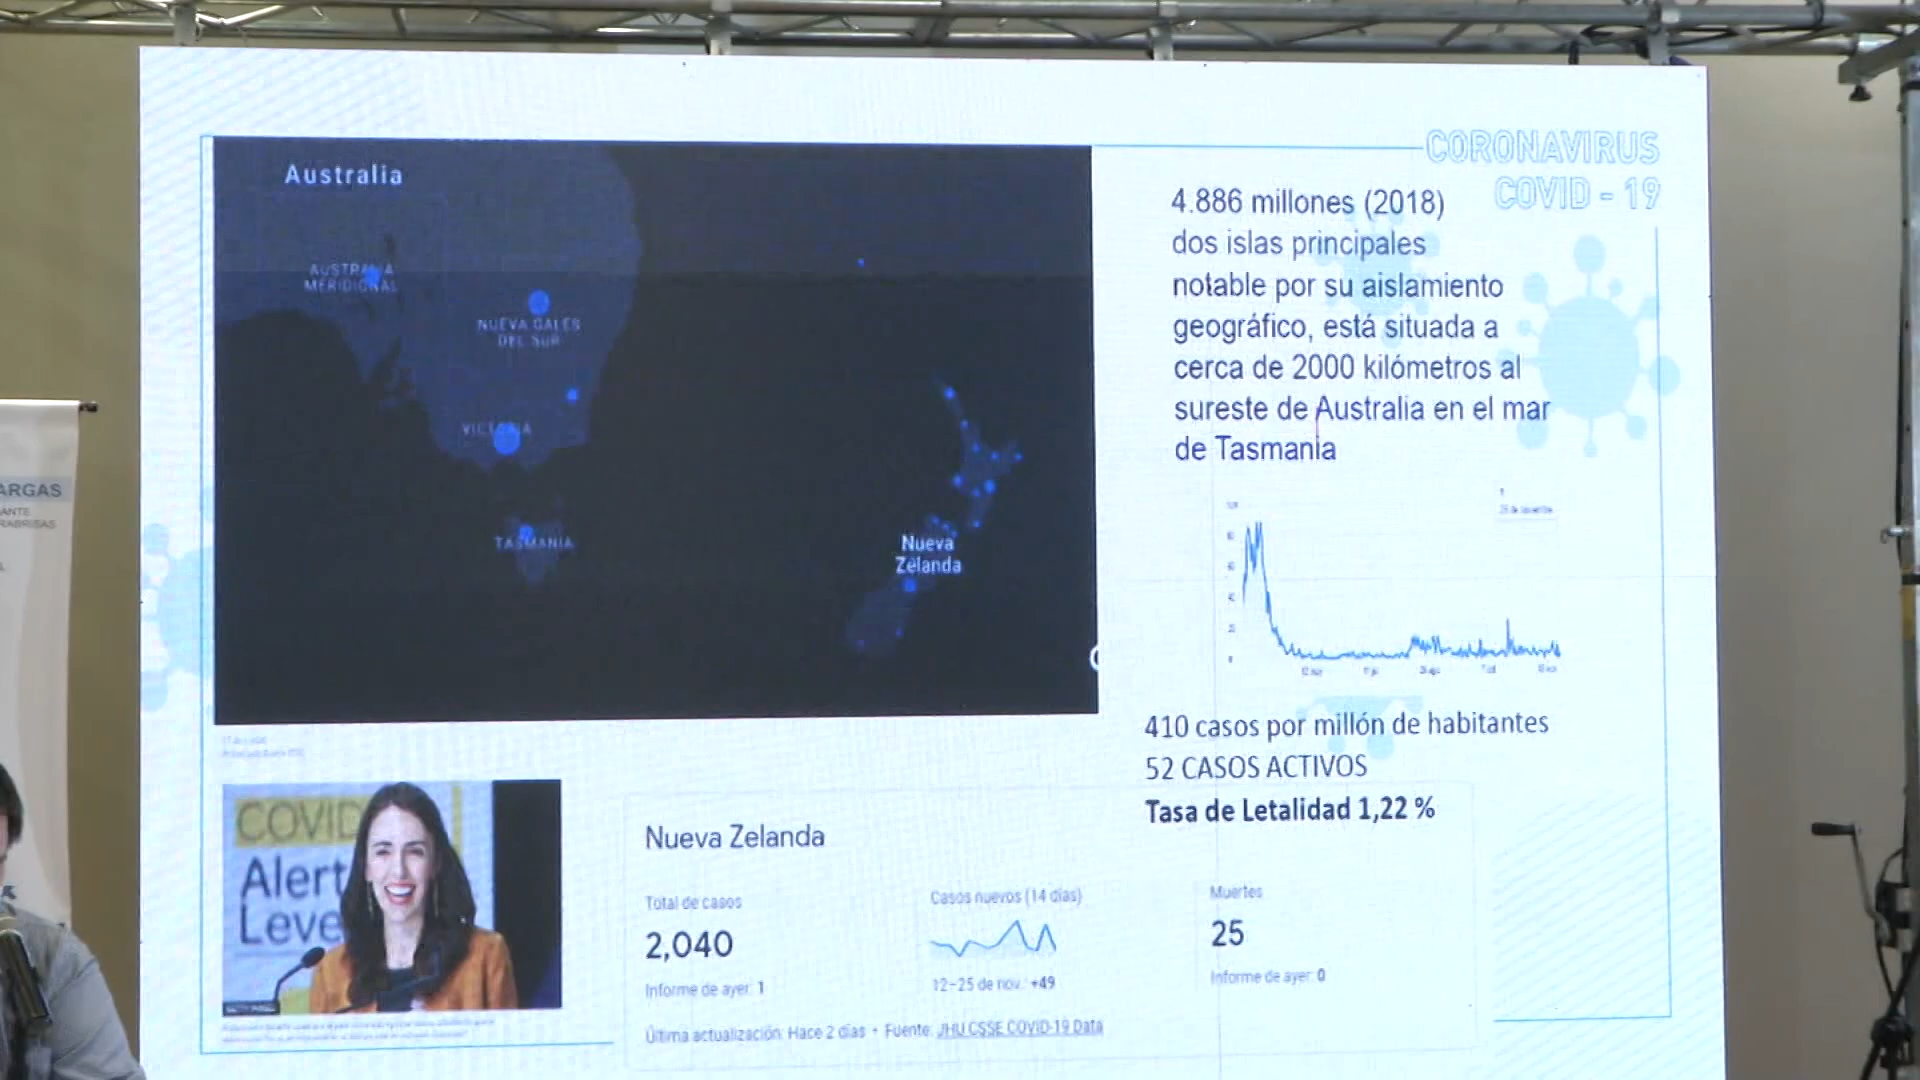 CORONAVIRUS
COVID - 19
Australia
AUSTRALIA
MERIDIONAL
NUEVA GALES
DEL SUR
VICTORIA
TASMANIA
Nueva
Zelanda
4.886 millones (2018)
dos islas principales
notable por su aislamiento
geográfico, está situada a
cerca de 2000 kilómetros al
sureste de Australia en el mar
de Tasmania
410 casos por millón de habitantes
52 CASOS ACTIVOS
Tasa de Letalidad 1,22 %
COVID
Alert
Leve
Nueva Zelanda
Total de casos
2,040
Informe de ayer: 1
Casos nuevos (14 días)
12–25 de nov.: +49
Muertes
25
Informe de ayer: 0
Última actualización: Hace 2 días • Fuente: JHU CSSE COVID-19 Data
ARGAS
ANTE
RABRISAS